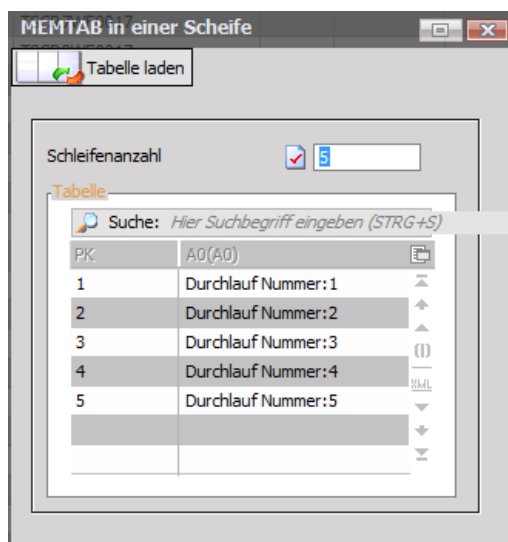 MEMTAB in einer Scheife
Tabelle laden
Schleifenanzahl 5
Tabelle
Suche: Hier Suchbegriff eingeben (STRG+S)
PK A0(A0)
1 Durchlauf Nummer:1
2 Durchlauf Nummer:2
3 Durchlauf Nummer:3
4 Durchlauf Nummer:4
5 Durchlauf Nummer:5
XML